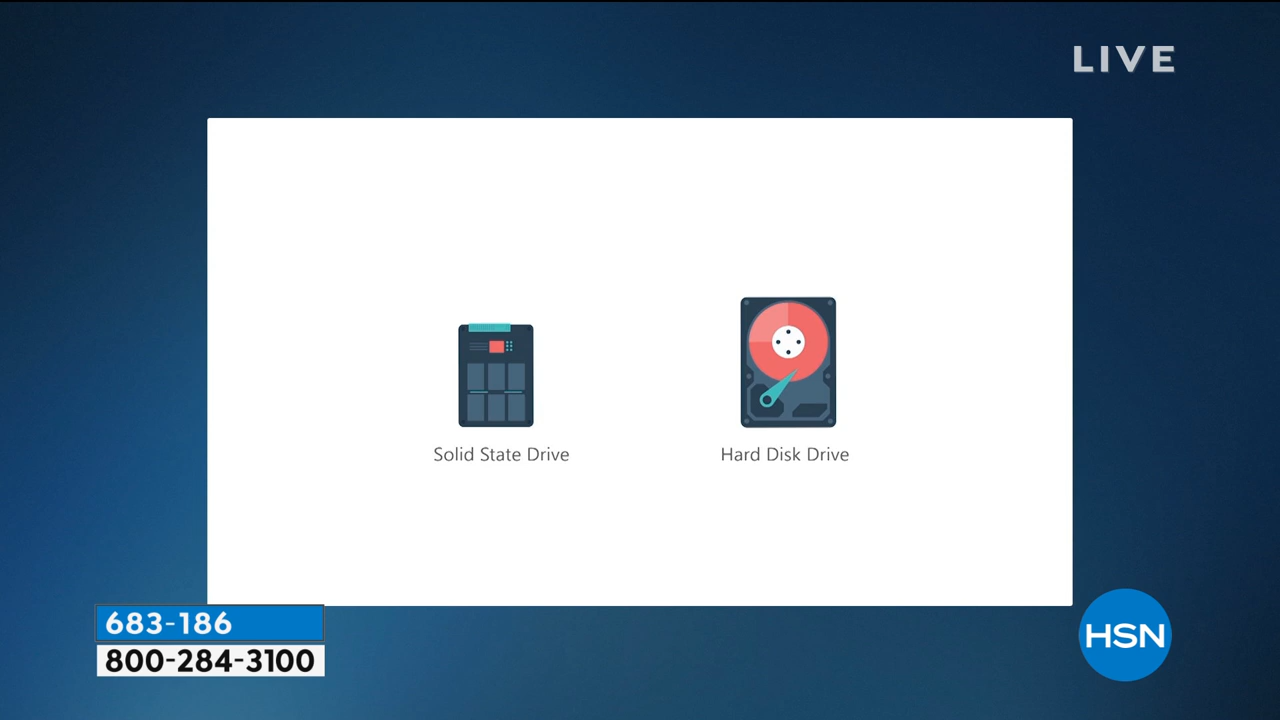 LIVE
Solid State Drive
Hard Disk Drive
683-186
800-284-3100
HSN